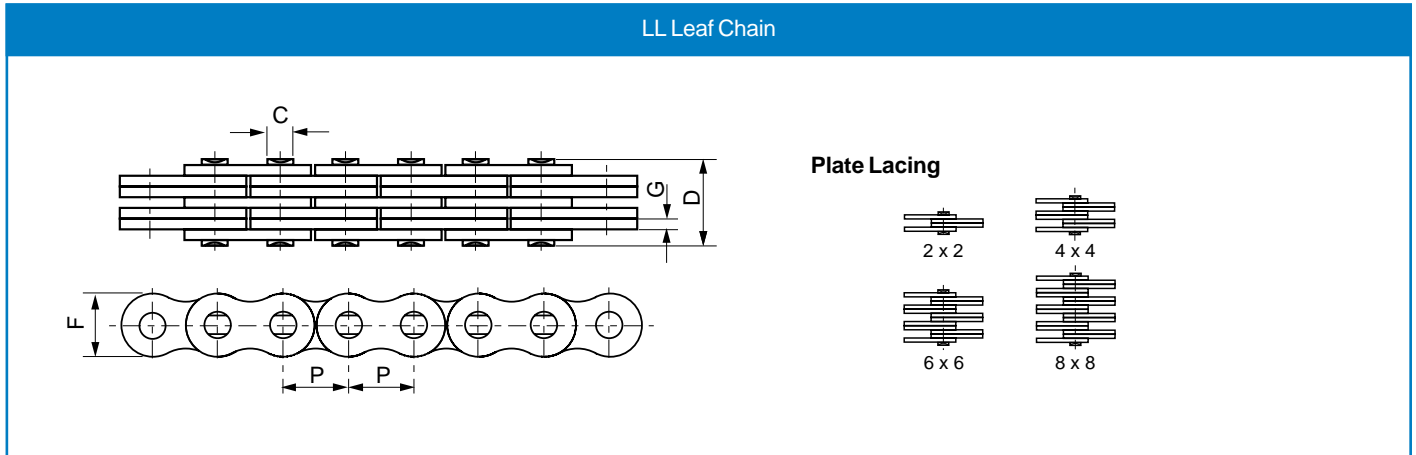 LL Leaf Chain
C
G
D
F
P P
Plate Lacing
2 x 2 4 x 4
6 x 6 8 x 8